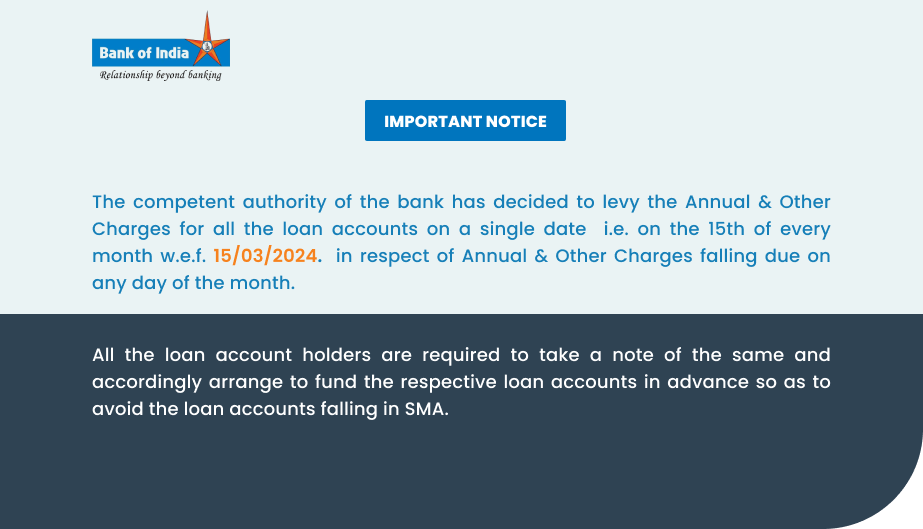 Bank of India
Relationship beyond banking
IMPORTANT NOTICE
The competent authority of the bank has decided to levy the Annual & Other
Charges for all the loan accounts on a single date i.e. on the 15th of every
month w.e.f. 15/03/2024. in respect of Annual & Other Charges falling due on
any day of the month.
All the loan account holders are required to take a note of the same and
accordingly arrange to fund the respective loan accounts in advance so as to
avoid the loan accounts falling in SMA.